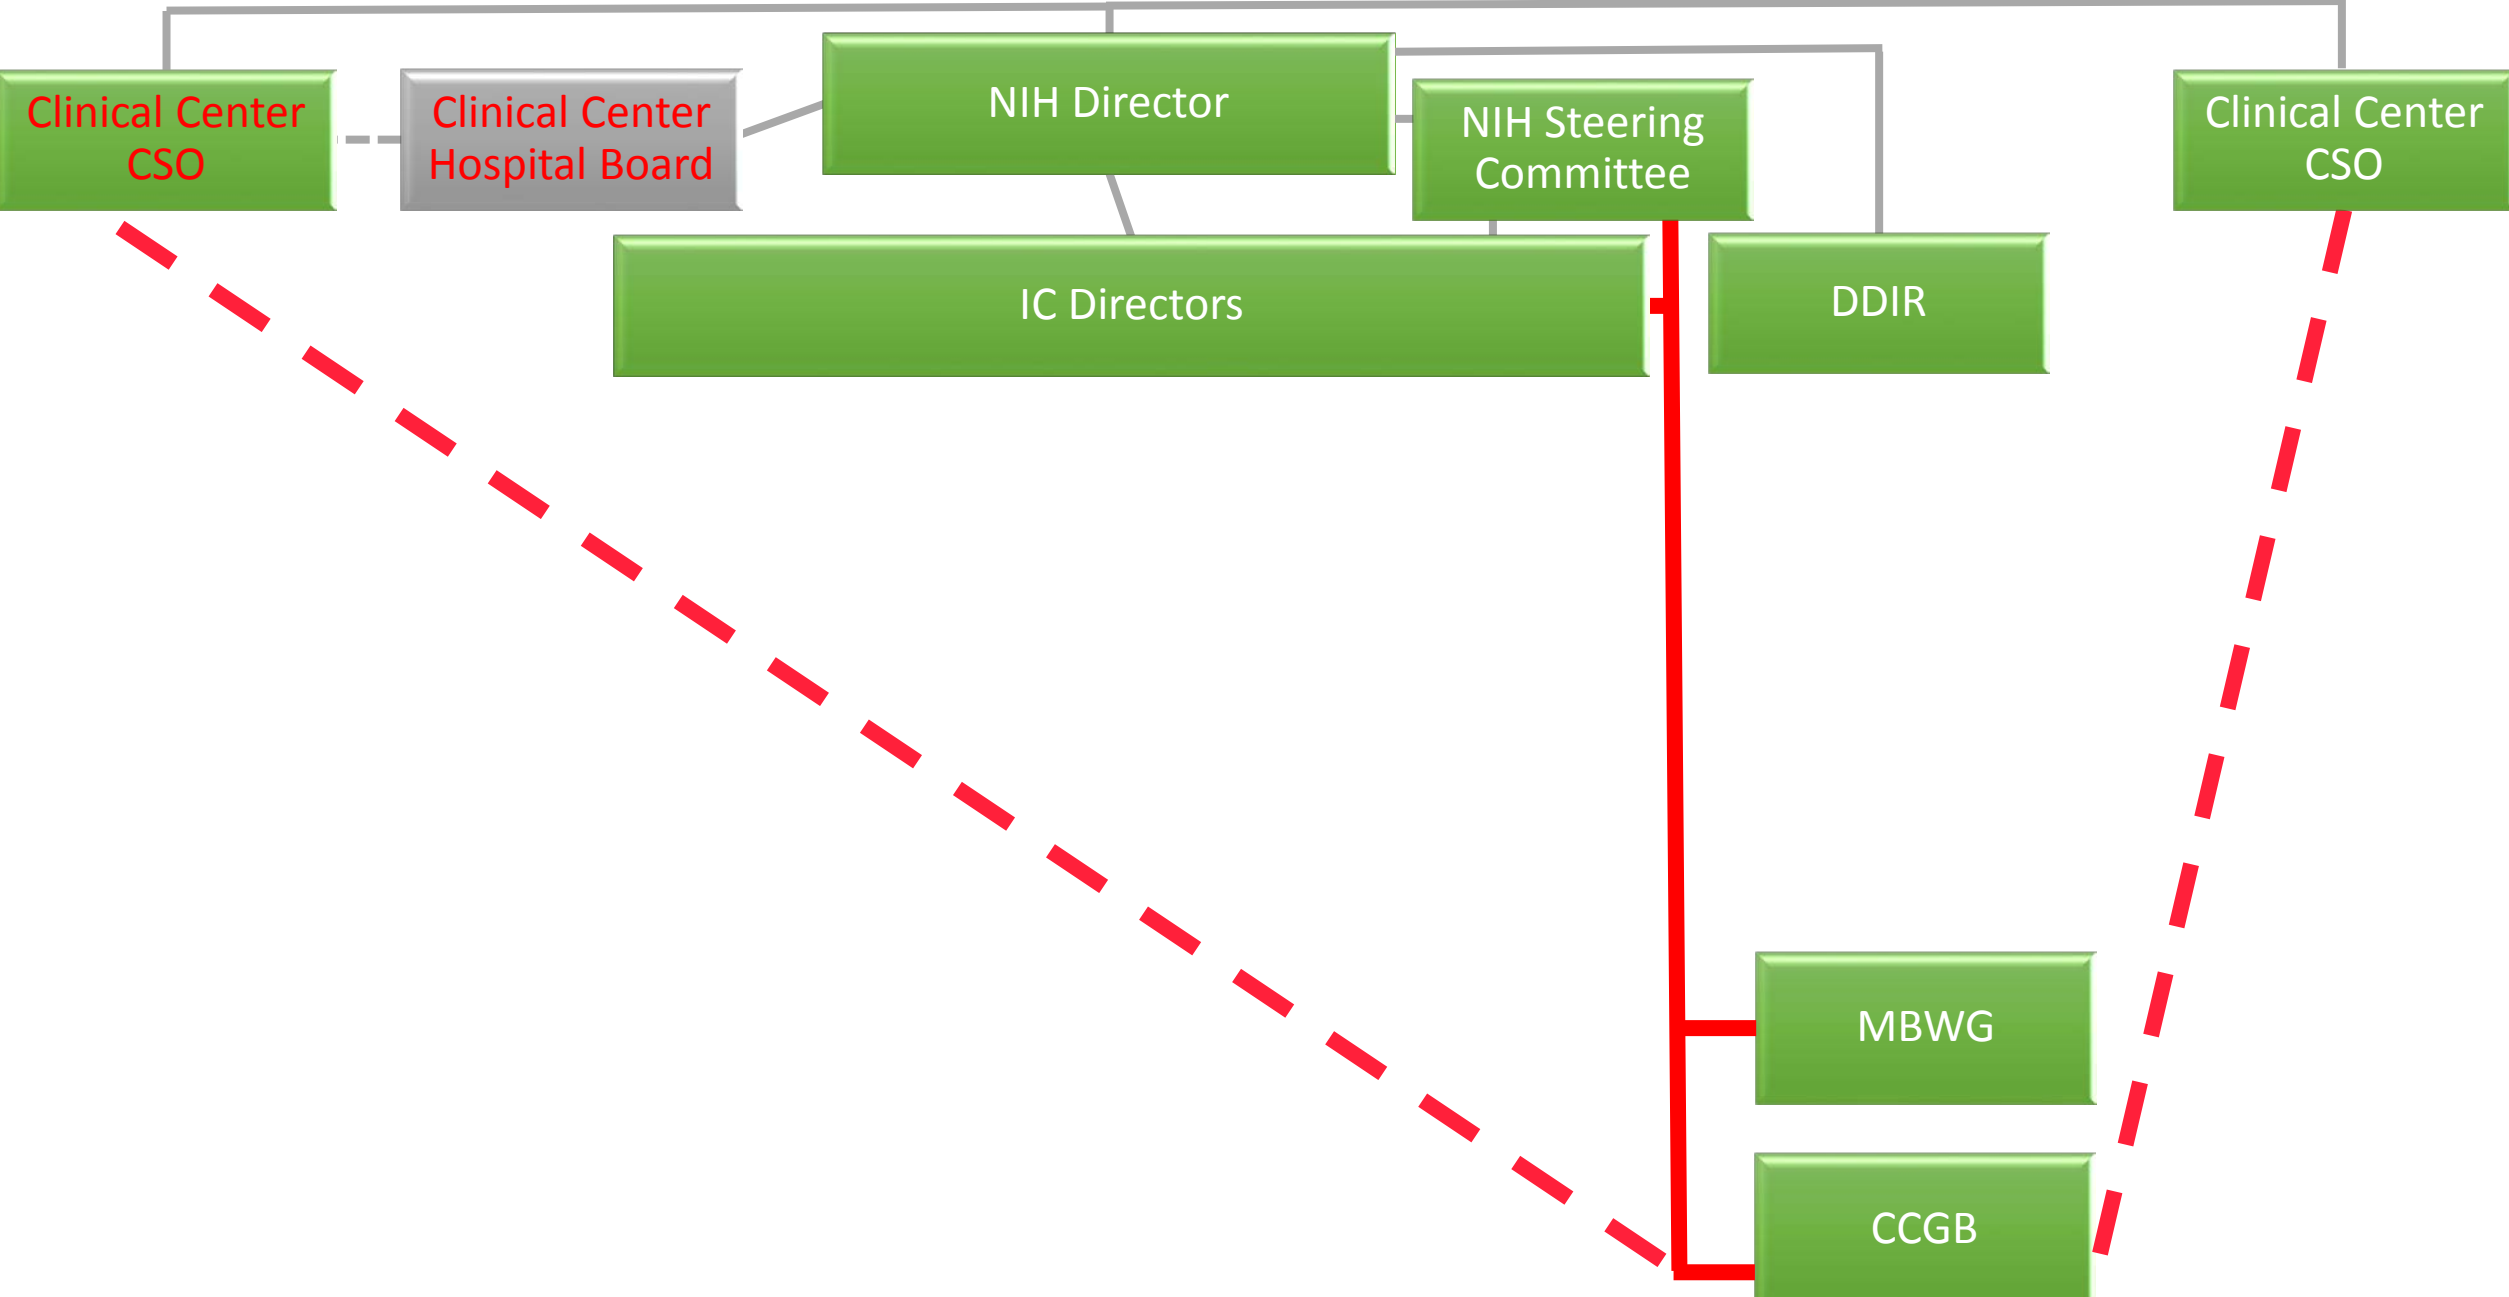 Clinical Center
CSO
Clinical Center
Hospital Board
NIH Director
NIH Steering
Committee
Clinical Center
CSO
IC Directors
DDIR
MBWG
CCGB